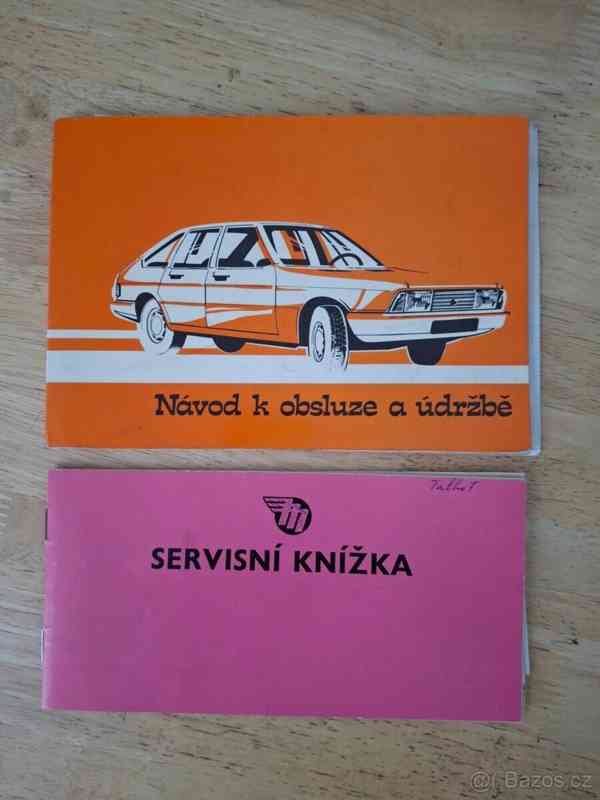 Návod k obsluze a údržbě
Talbot
SERVISNÍ KNÍŽKA
Bazos.cz